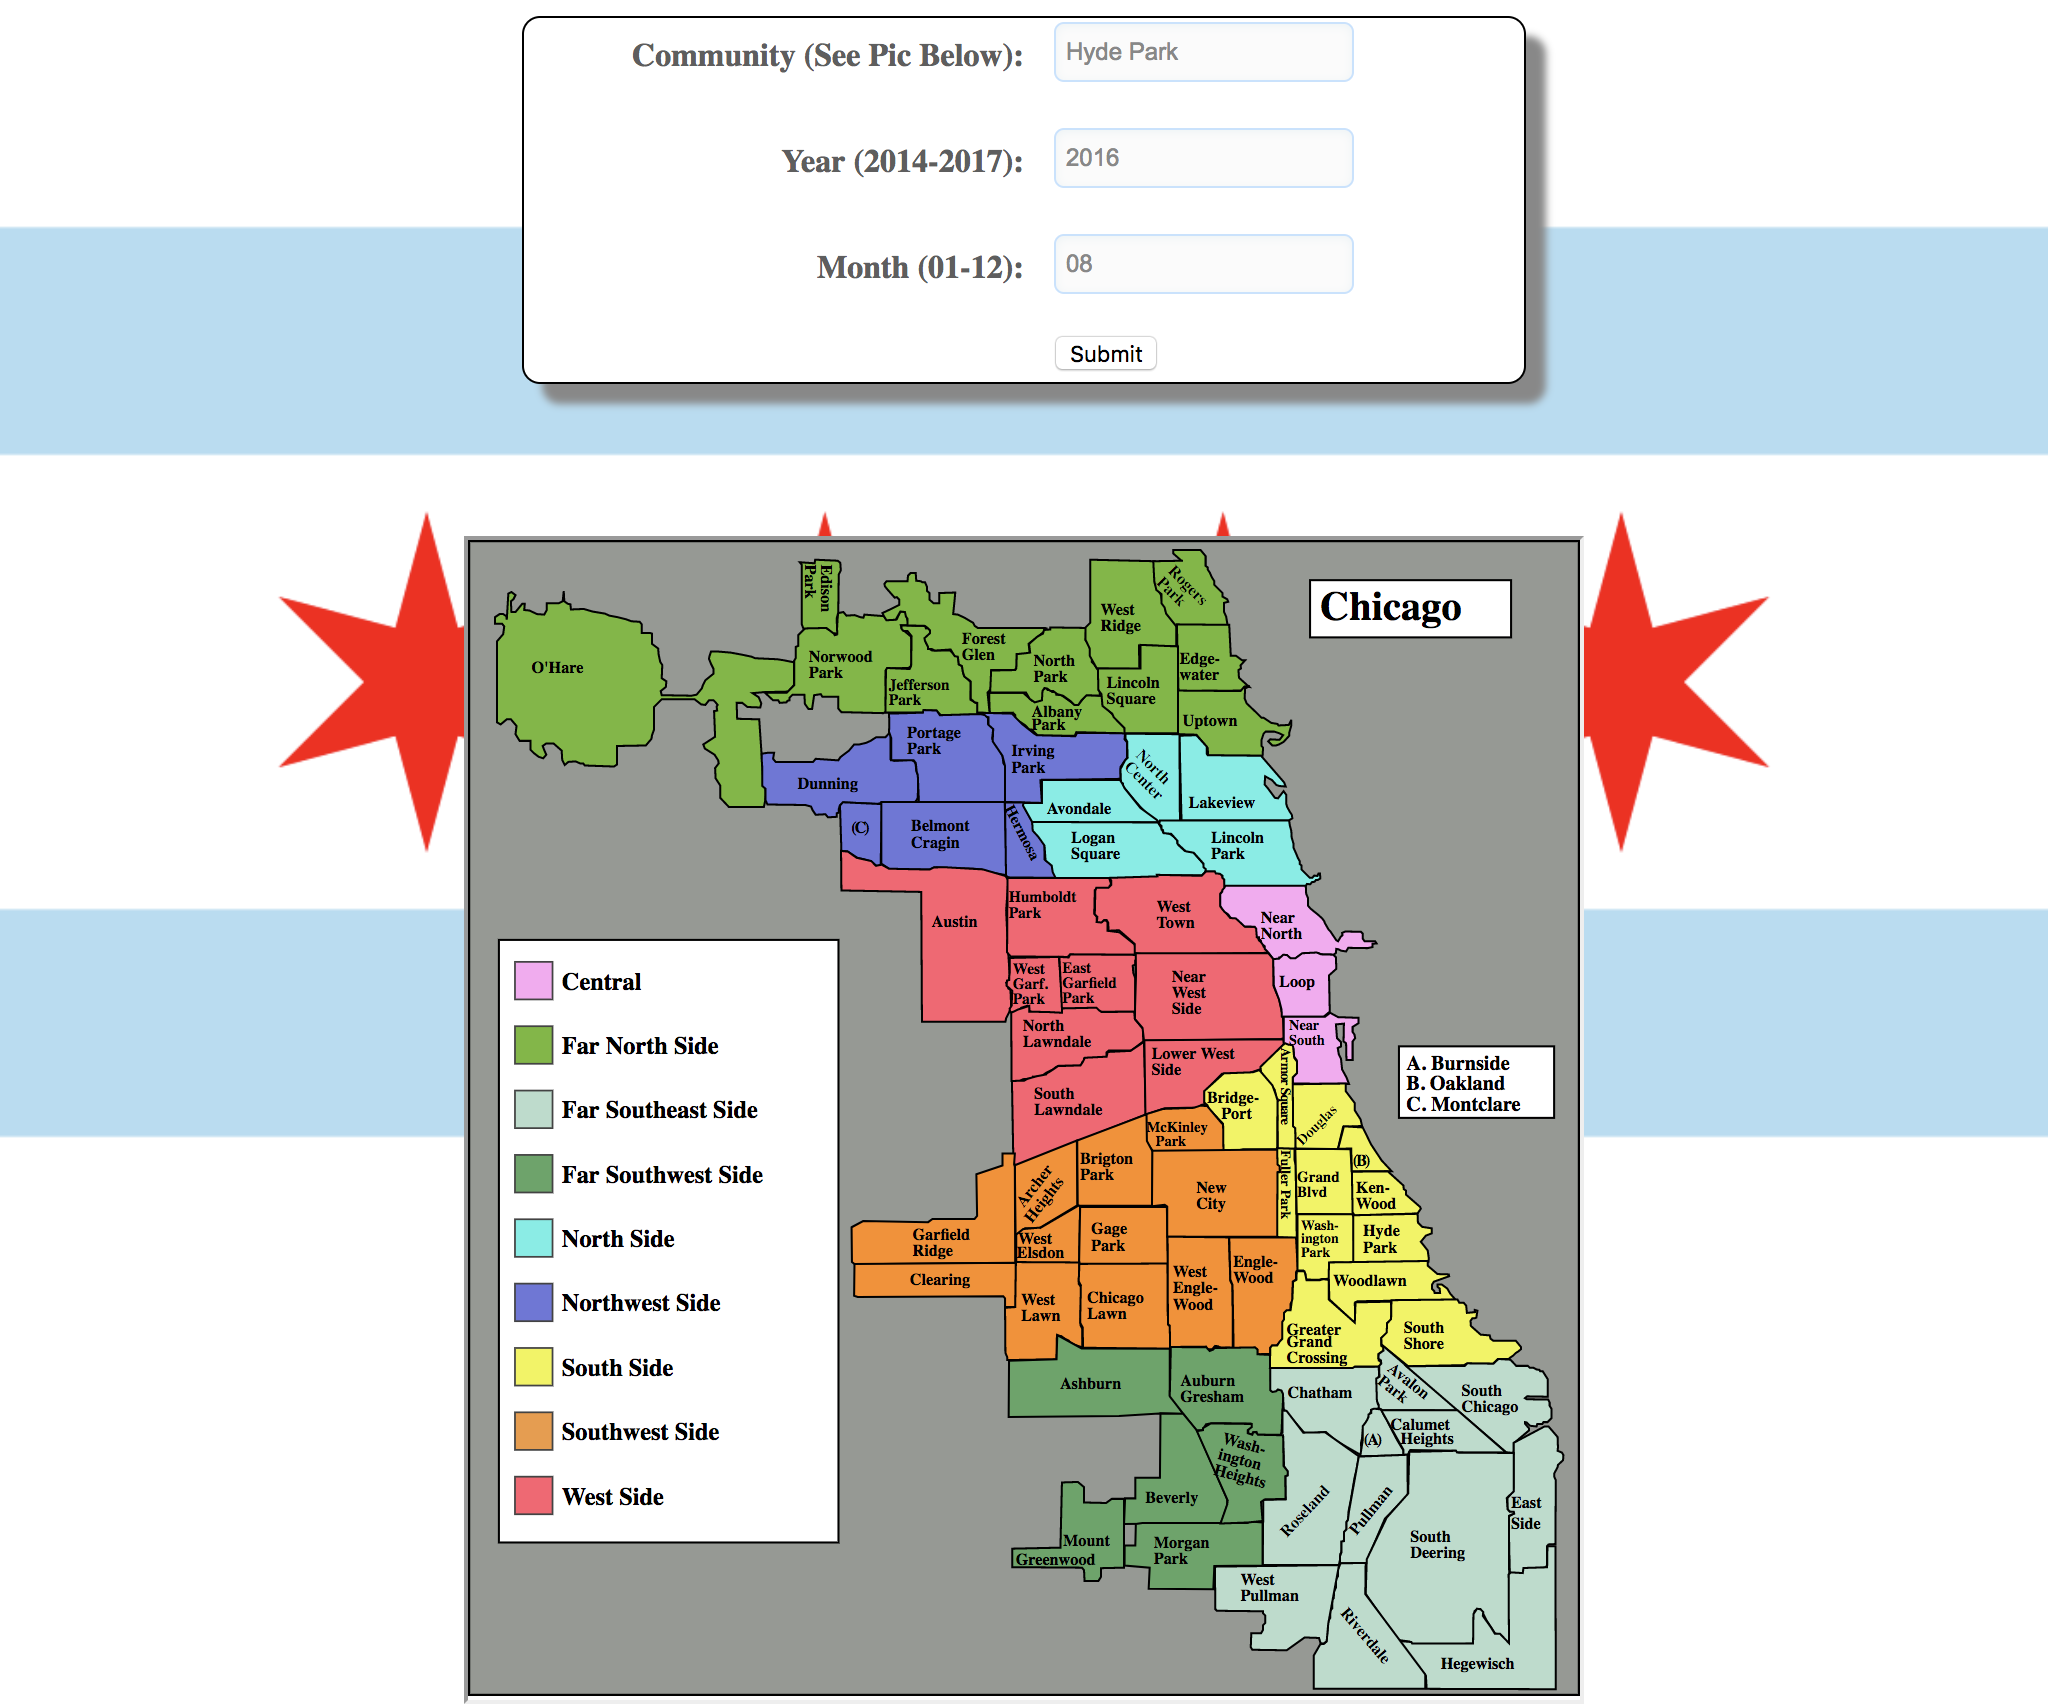 Community (See Pic Below):
Hyde Park
Year (2014-2017):
2016
Month (01-12):
08
Submit
Chicago
Edison
Park
Rogers
Park
West
Ridge
O'Hare
Norwood
Park
Forest
Glen
North
Park
Edge-
water
Jefferson
Park
Lincoln
Square
Albany
Park
Uptown
Portage
Park
Irving
Park
North
Center
Dunning
Lakeview
Avondale
(C)
Belmont
Cragin
Hermosa
Logan
Square
Lincoln
Park
Humboldt
Park
Austin
West
Town
Near
North
West
Garf.
Park
East
Garfield
Park
Near
West
Side
Loop
North
Lawndale
Near
South
Lower West
Side
Armor Square
South
Lawndale
Bridge-
Port
Douglas
McKinley
Park
Brigton
Park
Archer
Heights
New
City
Fuller Park
Grand
Blvd
(B)
Ken-
Wood
Garfield
Ridge
West
Elsdon
Gage
Park
Wash-
ington
Park
Hyde
Park
Clearing
West
Lawn
Chicago
Lawn
West
Engle-
Wood
Engle-
Wood
Woodlawn
Greater
Grand
Crossing
South
Shore
Ashburn
Auburn
Gresham
Chatham
Avalon
Park
South
Chicago
Calumet
Heights
(A)
Wash-
ington
Heights
Beverly
Roseland
Pullman
East
Side
Mount
Greenwood
Morgan
Park
South
Deering
West
Pullman
Riverdale
Hegewisch
A. Burnside
B. Oakland
C. Montclare
Central
Far North Side
Far Southeast Side
Far Southwest Side
North Side
Northwest Side
South Side
Southwest Side
West Side